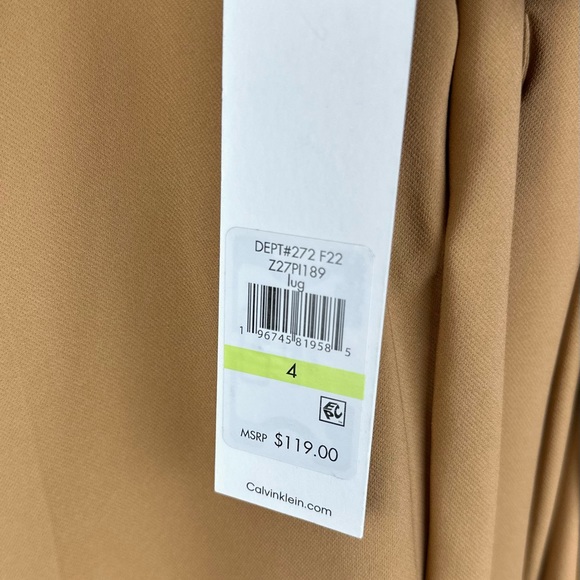 DEPT#272 F22
Z27PI189
lug
1 96745 81958 5
4
MSRP $119.00
Calvinklein.com